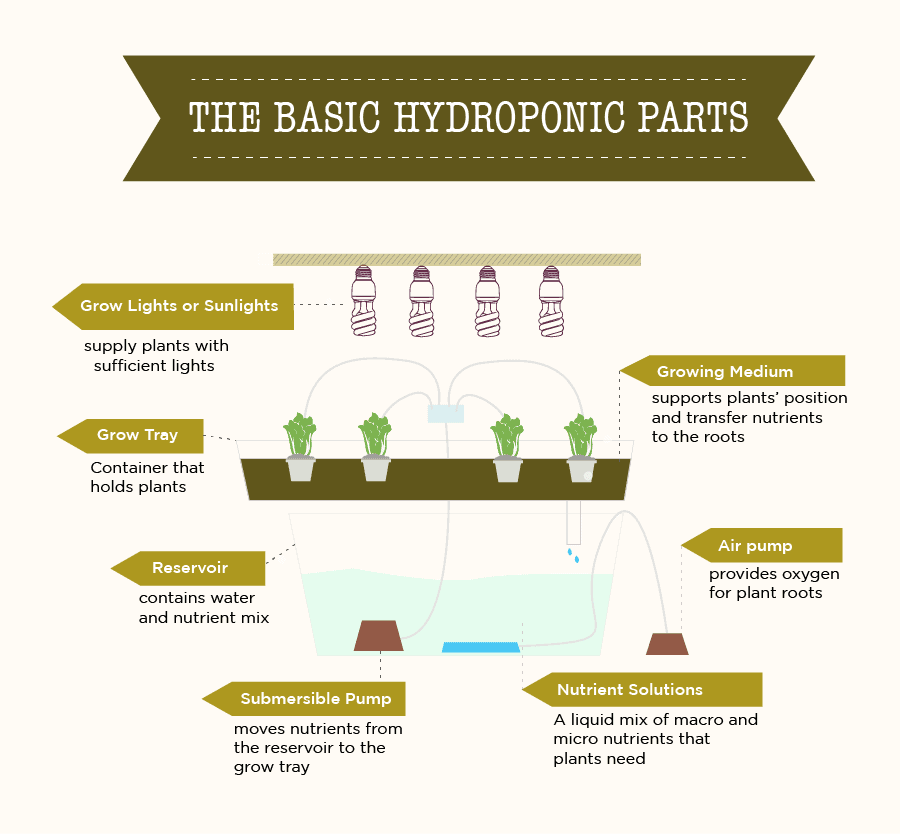 THE BASIC HYDROPONIC PARTS
Grow Lights or Sunlights
supply plants with
sufficient lights
Growing Medium
supports plants’ position
and transfer nutrients
to the roots
Grow Tray
Container that
holds plants
Air pump
provides oxygen
for plant roots
Reservoir
contains water
and nutrient mix
Submersible Pump
moves nutrients from
the reservoir to the
grow tray
Nutrient Solutions
A liquid mix of macro and
micro nutrients that
plants need